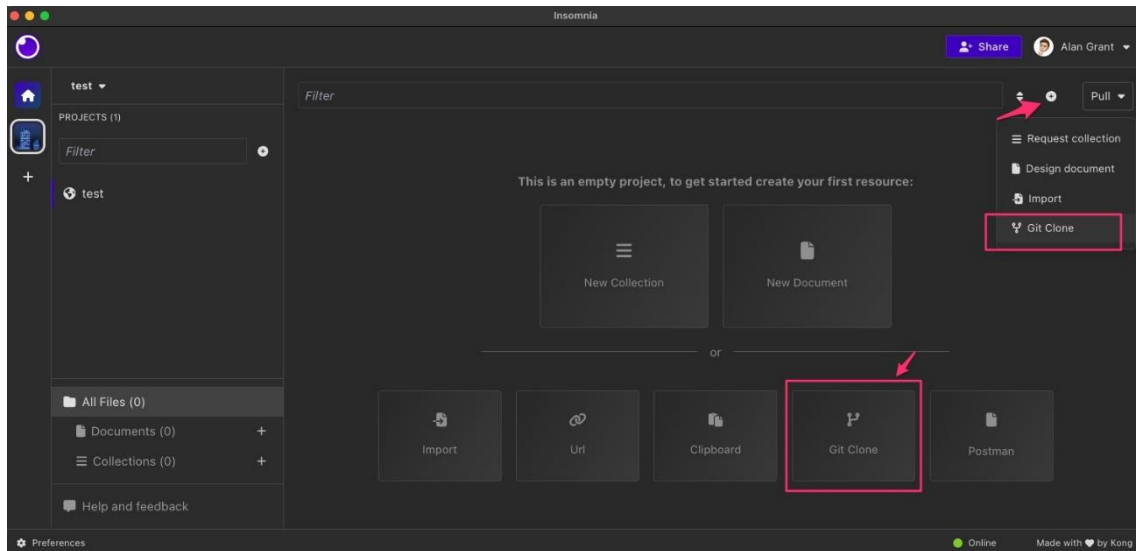 Insomnia
Share
Alan Grant
test
Filter
Pull
PROJECTS (1)
Filter
test
Request collection
Design document
Import
Git Clone
This is an empty project, to get started create your first resource:
New Collection
New Document
or
Import
Url
Clipboard
Git Clone
Postman
All Files (0)
Documents (0)
Collections (0)
Help and feedback
Preferences
Online
Made with ♥ by Kong